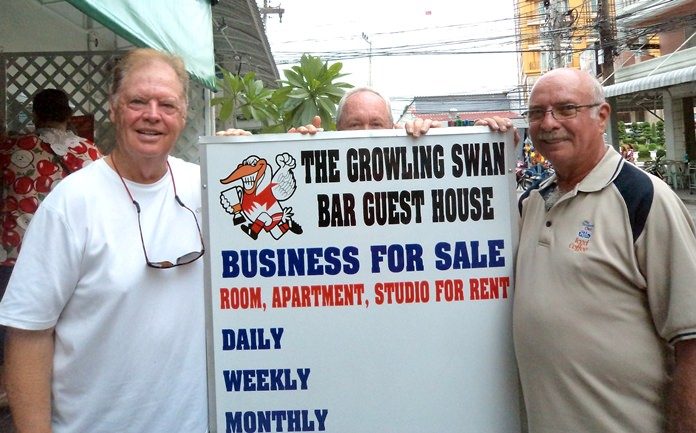 THE GROWLING SWAN
BAR GUEST HOUSE
BUSINESS FOR SALE
ROOM, APARTMENT, STUDIO FOR RENT
DAILY
WEEKLY
MONTHLY